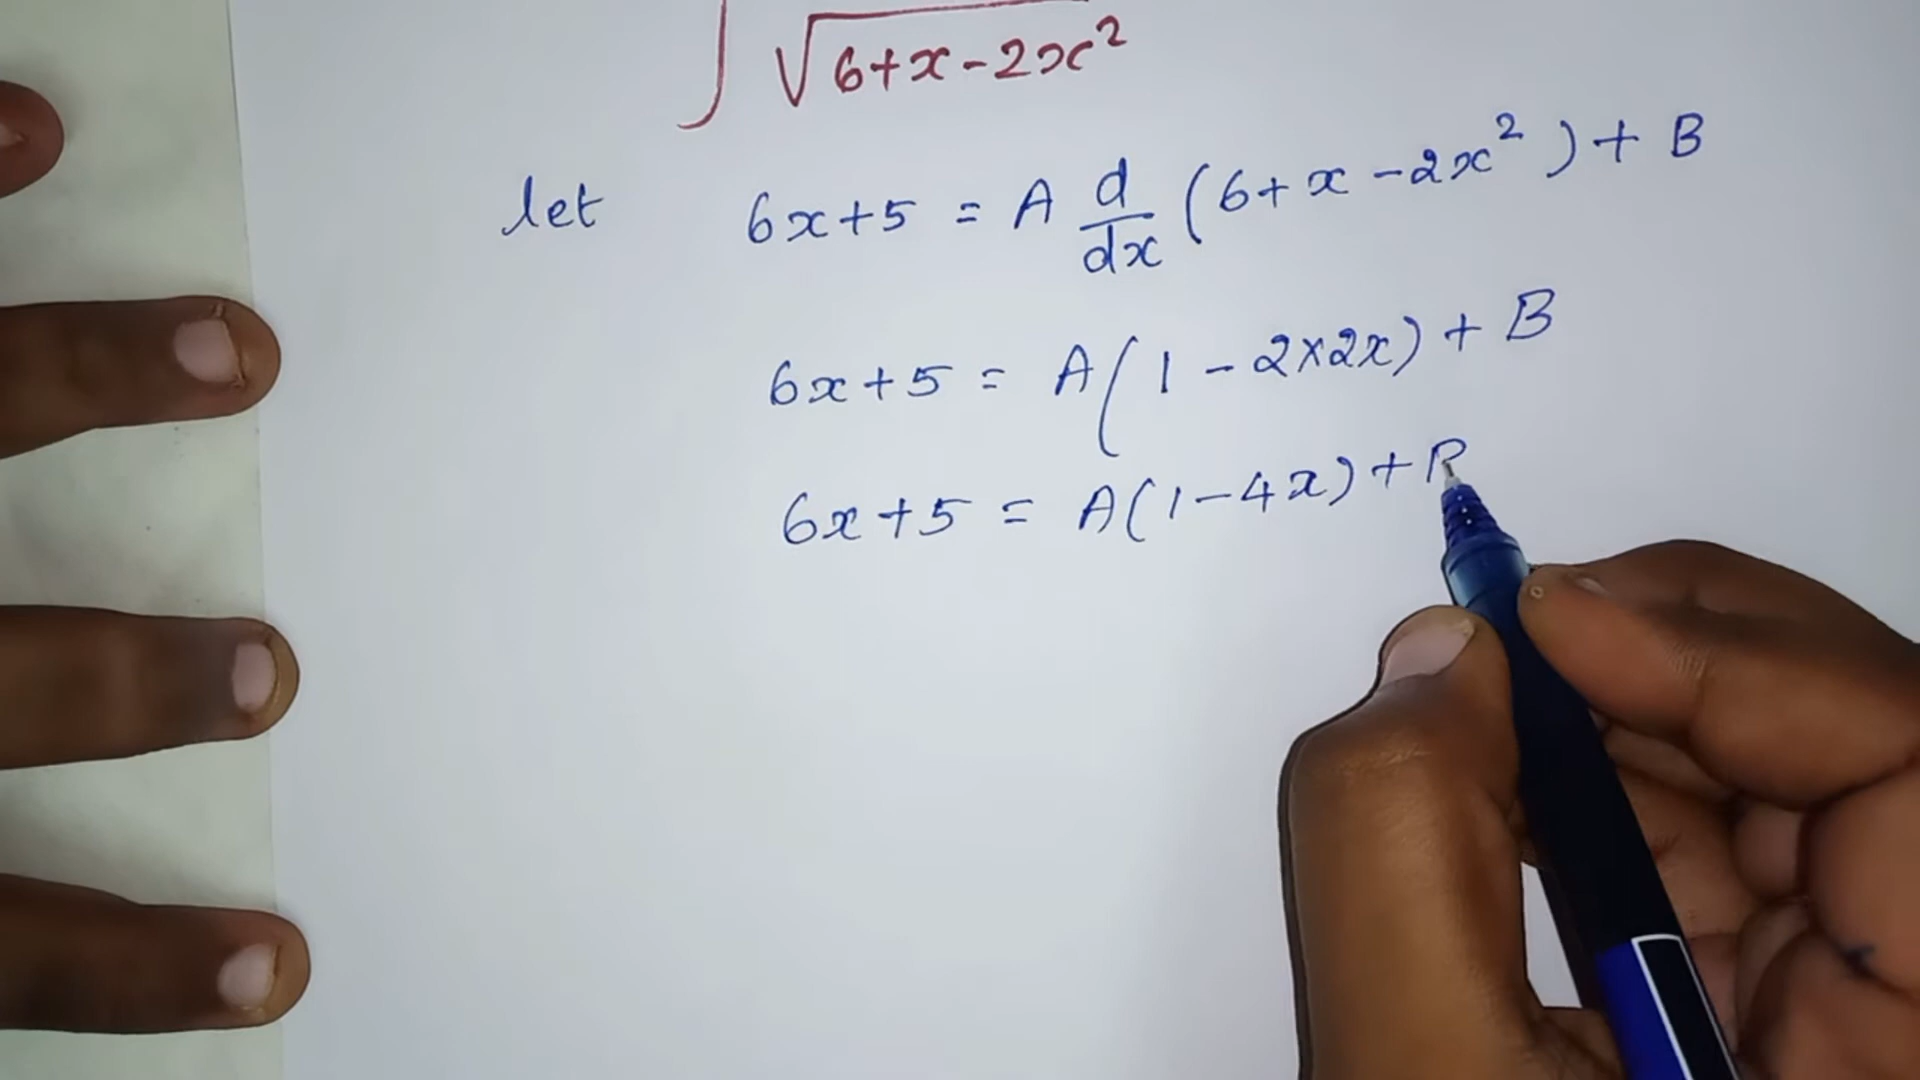 ∫ √6+x-2x²
let 6x+5 = A d/dx (6+x-2x²)+B
6x+5 = A(1-2×2x)+B
6x+5 = A(1-4x)+B